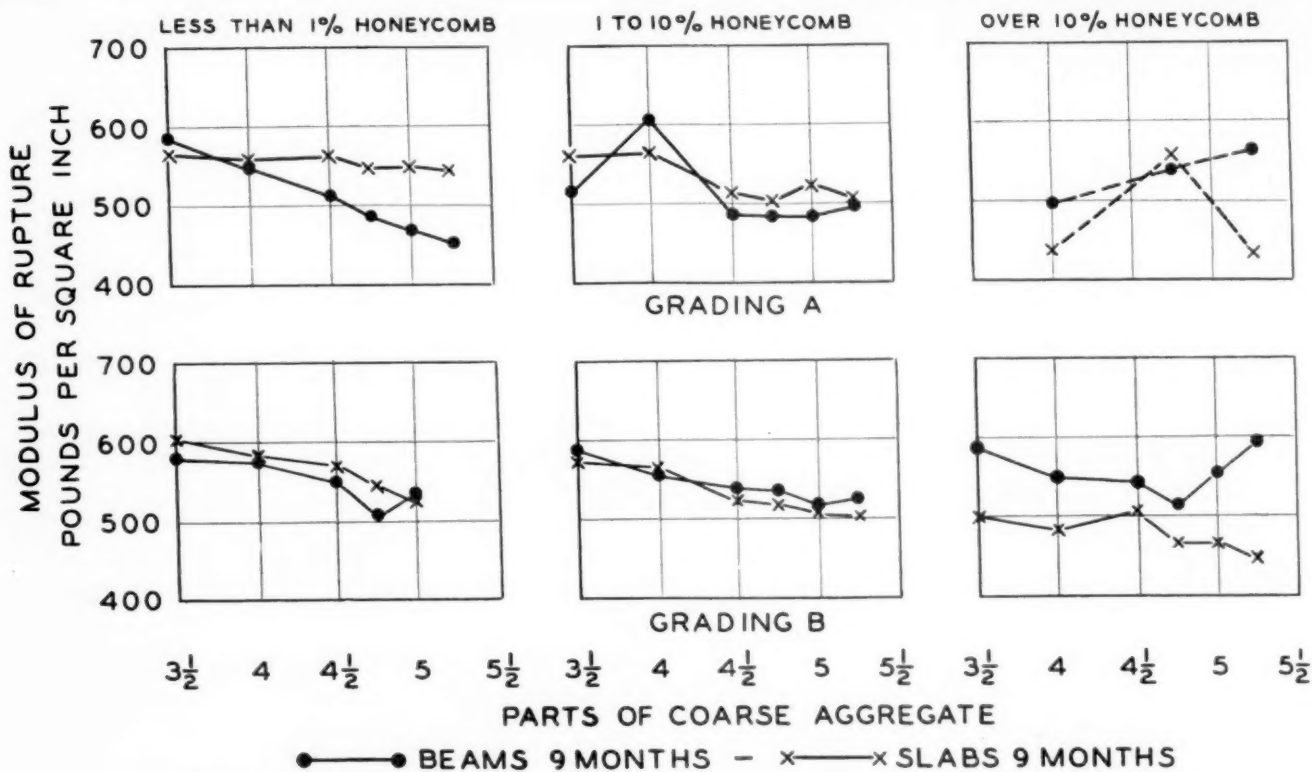 LESS THAN 1% HONEYCOMB
1 TO 10% HONEYCOMB
OVER 10% HONEYCOMB
700
600
500
400
GRADING A
MODULUS OF RUPTURE
POUNDS PER SQUARE INCH
700
600
500
400
GRADING B
3½ 4 4½ 5 5½
3½ 4 4½ 5 5½
3½ 4 4½ 5 5½
PARTS OF COARSE AGGREGATE
BEAMS 9 MONTHS - SLABS 9 MONTHS